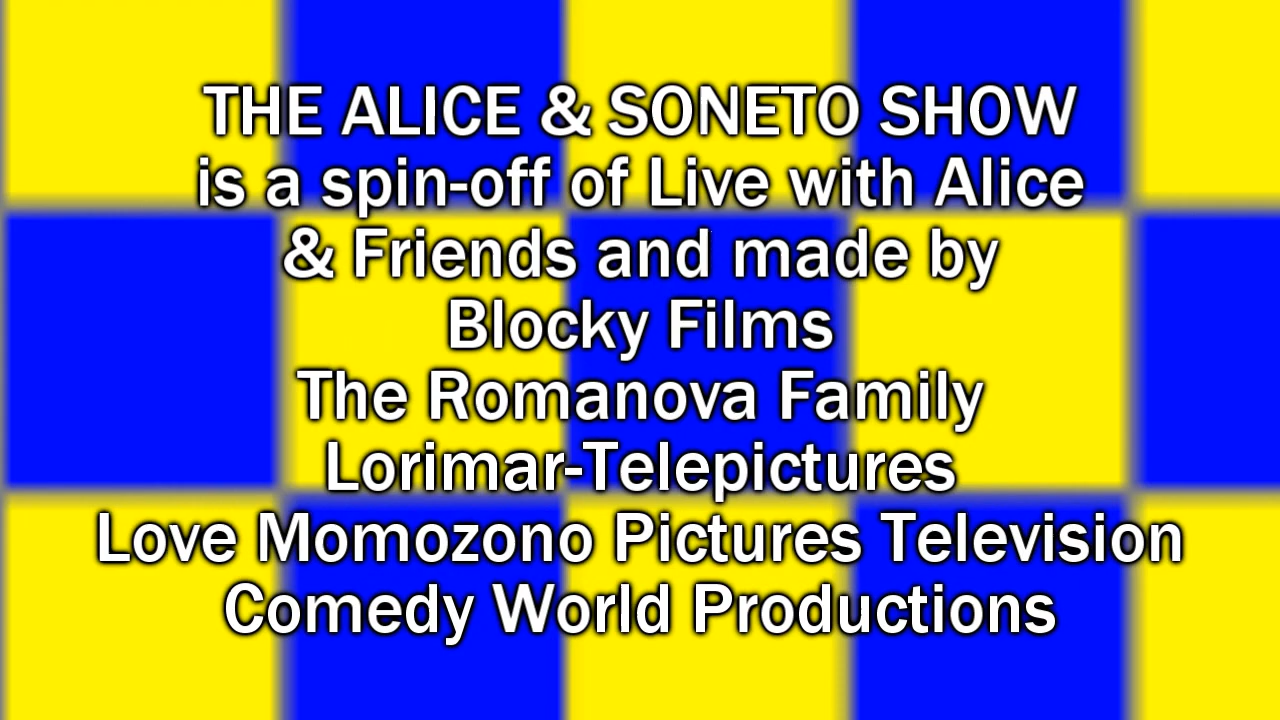 THE ALICE & SONETO SHOW
is a spin-off of Live with Alice
& Friends and made by
Blocky Films
The Romanova Family
Lorimar-Telepictures
Love Momozono Pictures Television
Comedy World Productions